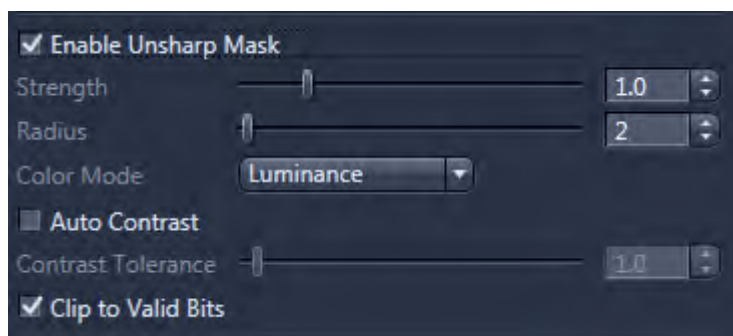 Enable Unsharp Mask
Strength 1.0
Radius 2
Color Mode Luminance
Auto Contrast
Contrast Tolerance 1.0
Clip to Valid Bits